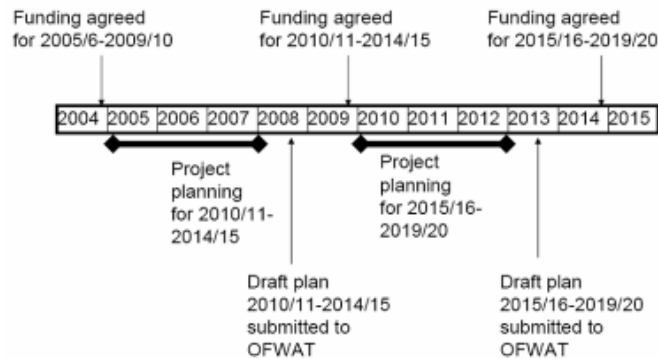 Funding agreed
for 2005/6-2009/10
Funding agreed
for 2010/11-2014/15
Funding agreed
for 2015/16-2019/20
2004 2005 2006 2007 2008 2009 2010 2011 2012 2013 2014 2015
Project
planning
for 2010/11-
2014/15
Project
planning
for 2015/16-
2019/20
Draft plan
2010/11-2014/15
submitted to
OFWAT
Draft plan
2015/16-2019/20
submitted to
OFWAT